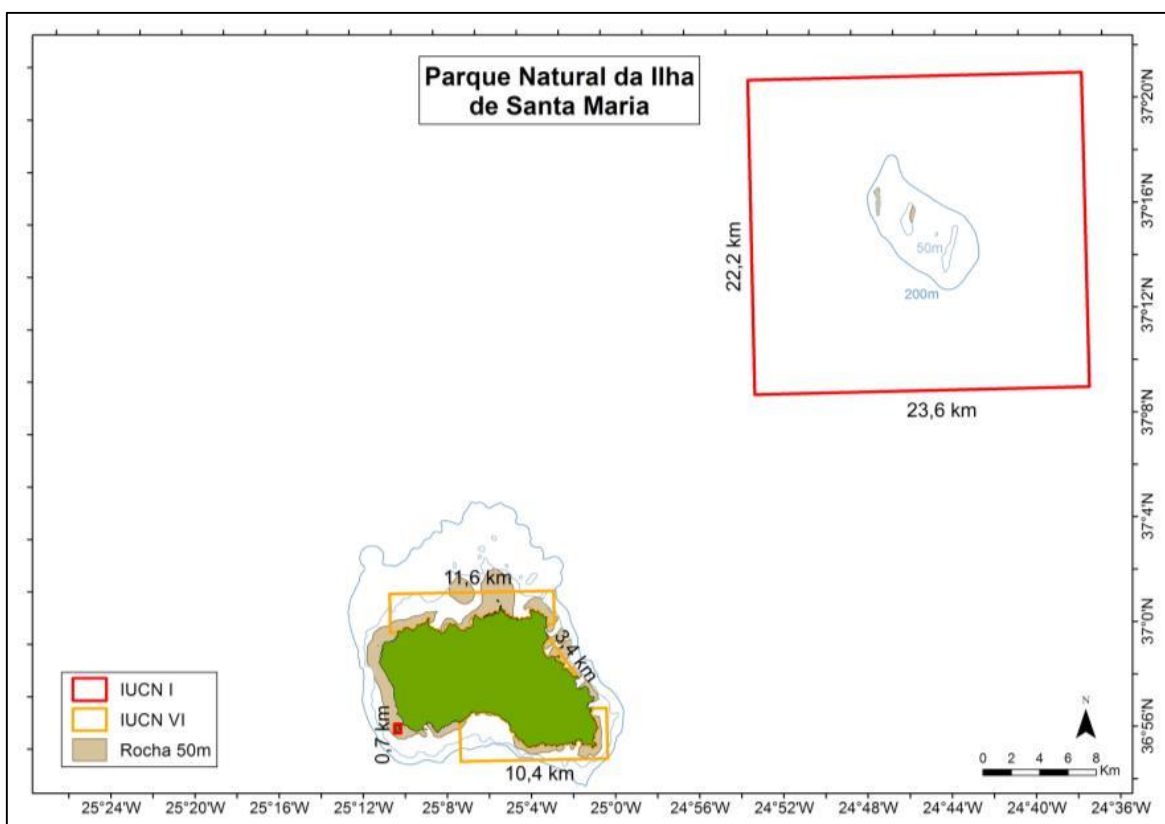 Parque Natural da Ilha
de Santa Maria
37°20'N
37°16'N
37°12'N
37°8'N
37°4'N
37°0'N
36°56'N
22,2 km
50m
200m
23,6 km
11,6 km
3,4 km
0,7 km
10,4 km
IUCN I
IUCN VI
Rocha 50m
N
0 2 4 6 8
Km
25°24'W 25°20'W 25°16'W 25°12'W 25°8'W 25°4'W 25°0'W 24°56'W 24°52'W 24°48'W 24°44'W 24°40'W 24°36'W